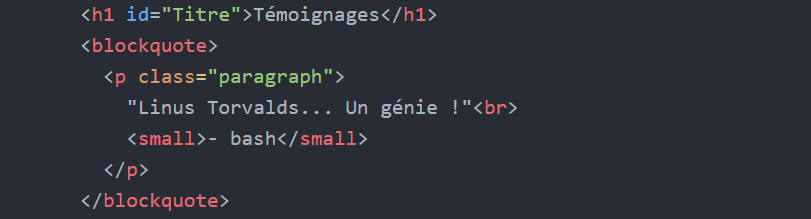 <h1 id="Titre">Témoignages</h1>
<blockquote>
<p class="paragraph">
"Linus Torvalds... Un génie !"<br>
<small>- bash</small>
</p>
</blockquote>